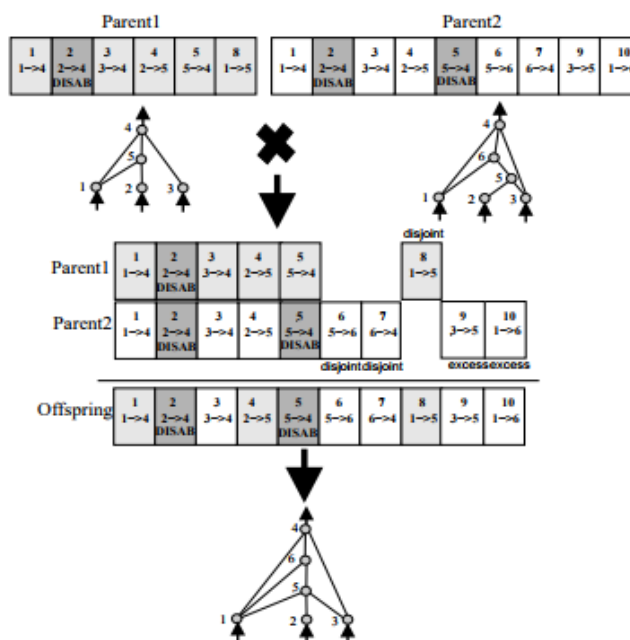 Parent1 Parent2
1 2 3 4 5 8 1 2 3 4 5 6 7 9 10
1->4 2->4 3->4 2->5 5->4 1->5 1->4 2->4 3->4 2->5 5->4 5->6 6->4 3->5 1->6
DISAB DISAB DISAB
4 4
5 6
5
1 2 3 1 2 3
disjoint
Parent1 1 2 3 4 5 8
1->4 2->4 3->4 2->5 5->4 1->5
DISAB
Parent2 1 2 3 4 5 6 7 9 10
1->4 2->4 3->4 2->5 5->4 5->6 6->4 3->5 1->6
DISAB DISAB
disjoint disjoint excess excess
Offspring 1 2 3 4 5 6 7 8 9 10
1->4 2->4 3->4 2->5 5->4 5->6 6->4 1->5 3->5 1->6
DISAB DISAB
4
6
5
1 2 3